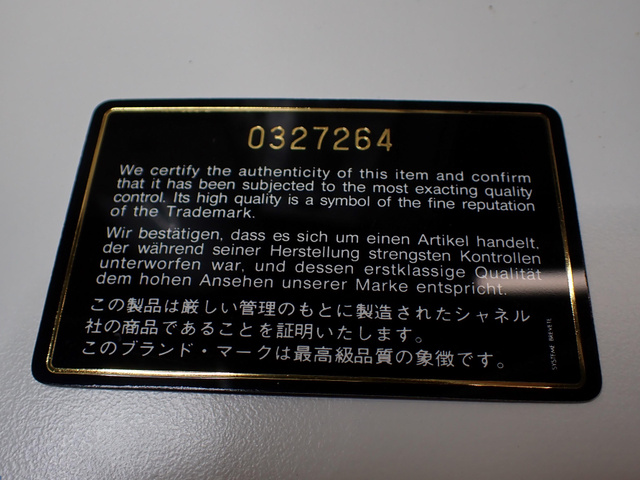 0327264
We certify the authenticity of this item and confirm
that it has been subjected to the most exacting quality
control. Its high quality is a symbol of the fine reputation
of the Trademark.
Wir bestätigen, dass es sich um einen Artikel handelt,
der während seiner Herstellung strengsten Kontrollen
unterworfen war, und dessen erstklassige Qualität
dem hohen Ansehen unserer Marke entspricht.
この製品は厳しい管理のもとに製造されたシャネル
社の商品であることを証明いたします。
このブランド・マークは最高級品質の象徴です。
SYSTEME BREVETE